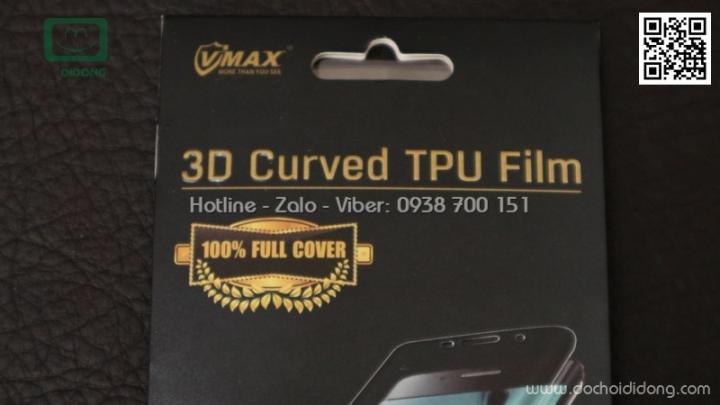 DIDONG
VMAX
MORE THAN YOU SEE
3D Curved TPU Film
Hotline - Zalo - Viber: 0938 700 151
100% FULL COVER
www.dochoididong.com